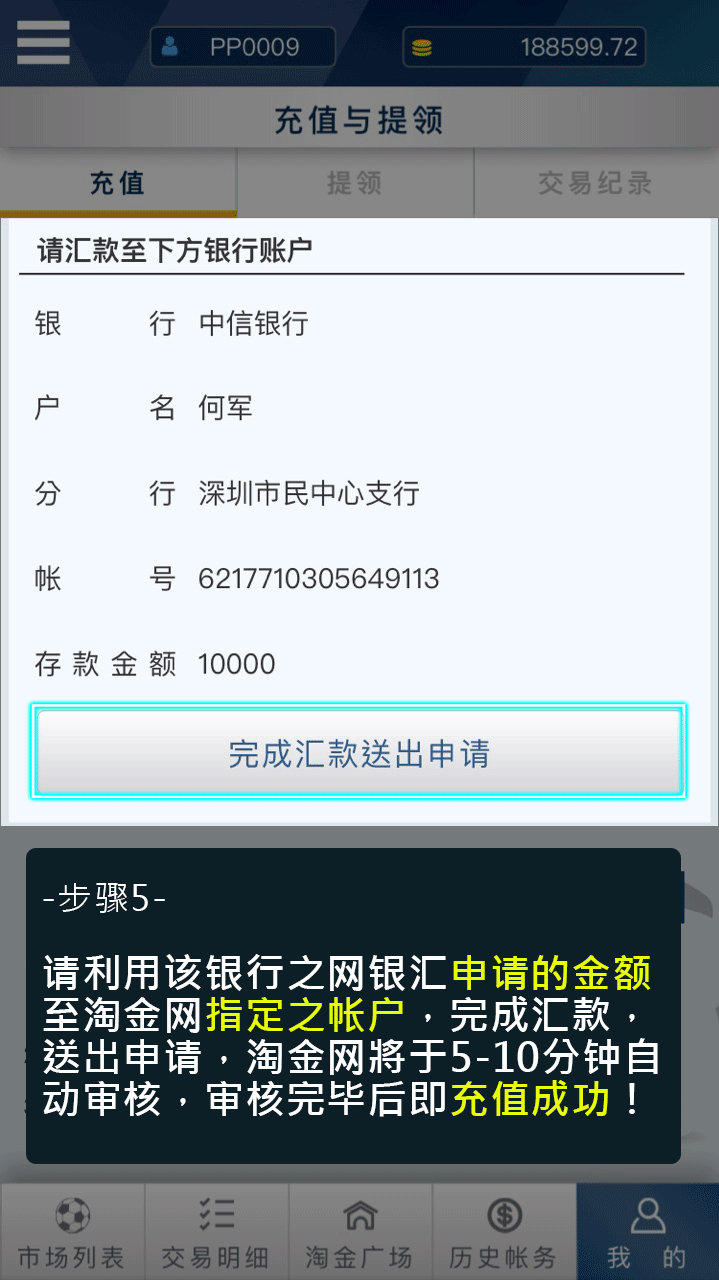 PP0009 188599.72
充值与提领
充值 提领 交易纪录
请汇款至下方银行账户
银行 中信银行
户名 何军
分行 深圳市民中心支行
帐号 6217710305649113
存款金额 10000
完成汇款送出申请
-步骤5-
请利用该银行之网银汇申请的金额
至淘金网指定之帐户，完成汇款，
送出申请，淘金网將于5-10分钟自
动审核，审核完毕后即充值成功！
市场列表 交易明细 淘金广场 历史帐务 我的